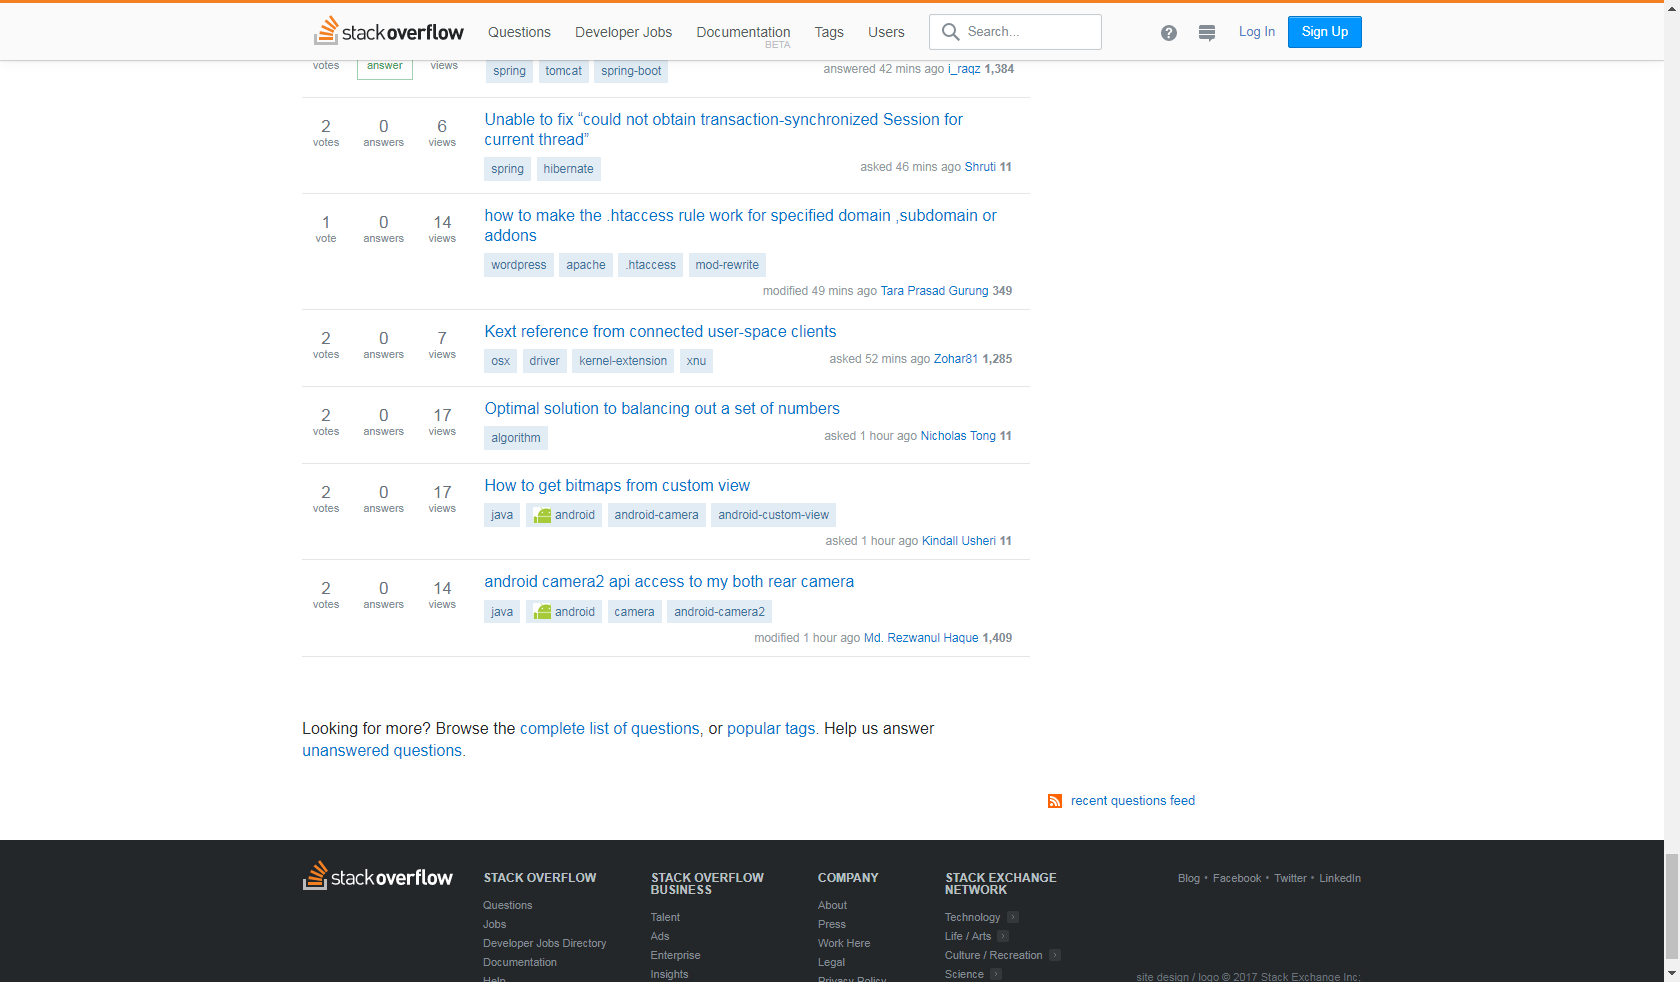 stackoverflow Questions Developer Jobs Documentation BETA Tags Users Search... ? Log In Sign Up
votes answer views
spring tomcat spring-boot answered 42 mins ago i_raqz 1,384
2 votes 0 answers 6 views
Unable to fix “could not obtain transaction-synchronized Session for
current thread”
spring hibernate asked 46 mins ago Shruti 11
1 vote 0 answers 14 views
how to make the .htaccess rule work for specified domain ,subdomain or
addons
wordpress apache .htaccess mod-rewrite
modified 49 mins ago Tara Prasad Gurung 349
2 votes 0 answers 7 views
Kext reference from connected user-space clients
osx driver kernel-extension xnu asked 52 mins ago Zohar81 1,285
2 votes 0 answers 17 views
Optimal solution to balancing out a set of numbers
algorithm asked 1 hour ago Nicholas Tong 11
2 votes 0 answers 17 views
How to get bitmaps from custom view
java android android-camera android-custom-view
asked 1 hour ago Kindall Usheri 11
2 votes 0 answers 14 views
android camera2 api access to my both rear camera
java android camera android-camera2
modified 1 hour ago Md. Rezwanul Haque 1,409
Looking for more? Browse the complete list of questions, or popular tags. Help us answer
unanswered questions.
recent questions feed
stackoverflow
STACK OVERFLOW
Questions
Jobs
Developer Jobs Directory
Documentation
Help
STACK OVERFLOW
BUSINESS
Talent
Ads
Enterprise
Insights
COMPANY
About
Press
Work Here
Legal
Privacy Policy
STACK EXCHANGE
NETWORK
Technology
Life / Arts
Culture / Recreation
Science
Blog • Facebook • Twitter • LinkedIn
site design / logo © 2017 Stack Exchange Inc;